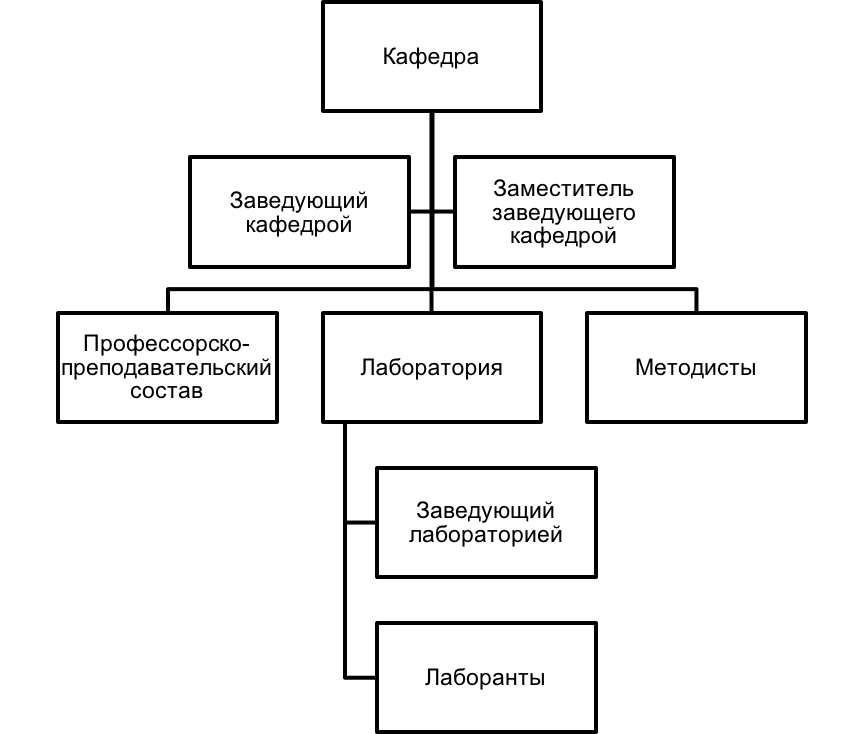 Кафедра
Заведующий
кафедрой
Заместитель
заведующего
кафедрой
Профессорско-
преподавательский
состав
Лаборатория
Методисты
Заведующий
лабораторией
Лаборанты